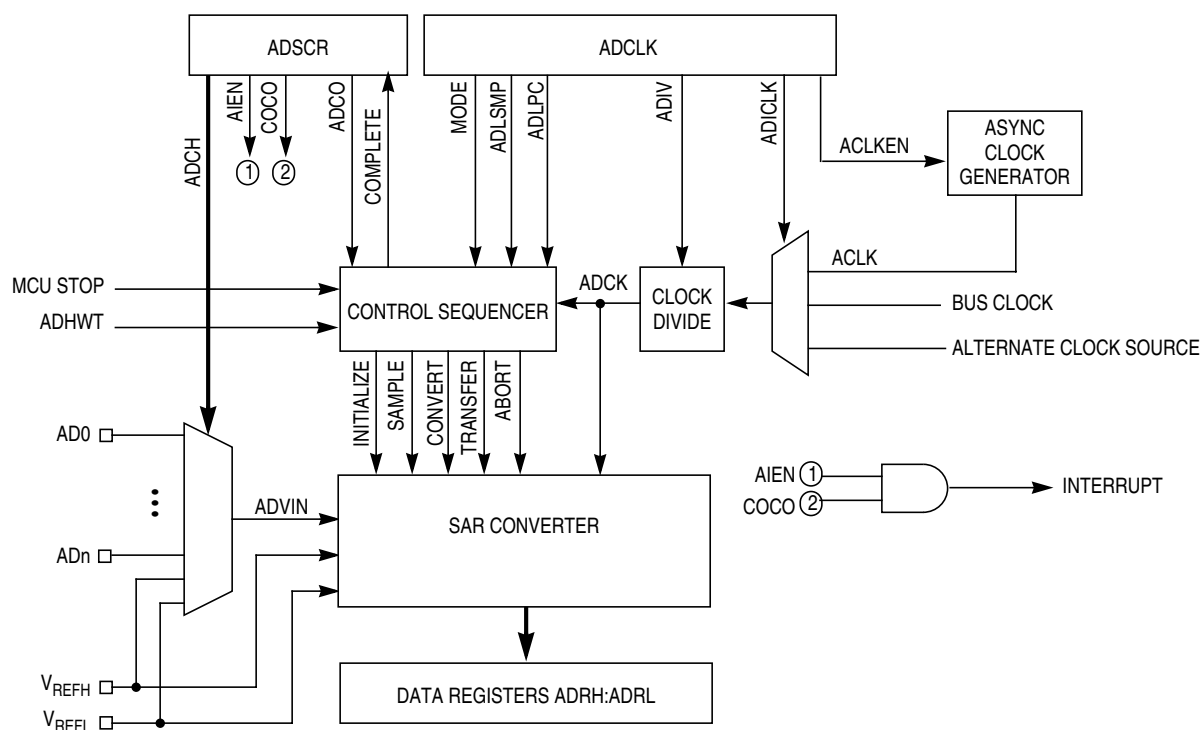 ADSCR
ADCLK
ADCH
AIEN
COCO
ADCO
COMPLETE
MODE
ADLSMP
ADLPC
ADIV
ADICLK
ACLKEN
ASYNC
CLOCK
GENERATOR
1
2
MCU STOP
ADHWT
CONTROL SEQUENCER
ADCK
CLOCK
DIVIDE
ACLK
BUS CLOCK
ALTERNATE CLOCK SOURCE
INITIALIZE
SAMPLE
CONVERT
TRANSFER
ABORT
AD0
•••
ADn
ADVIN
SAR CONVERTER
AIEN 1
COCO 2
INTERRUPT
VREFH
VREFL
DATA REGISTERS ADRH:ADRL